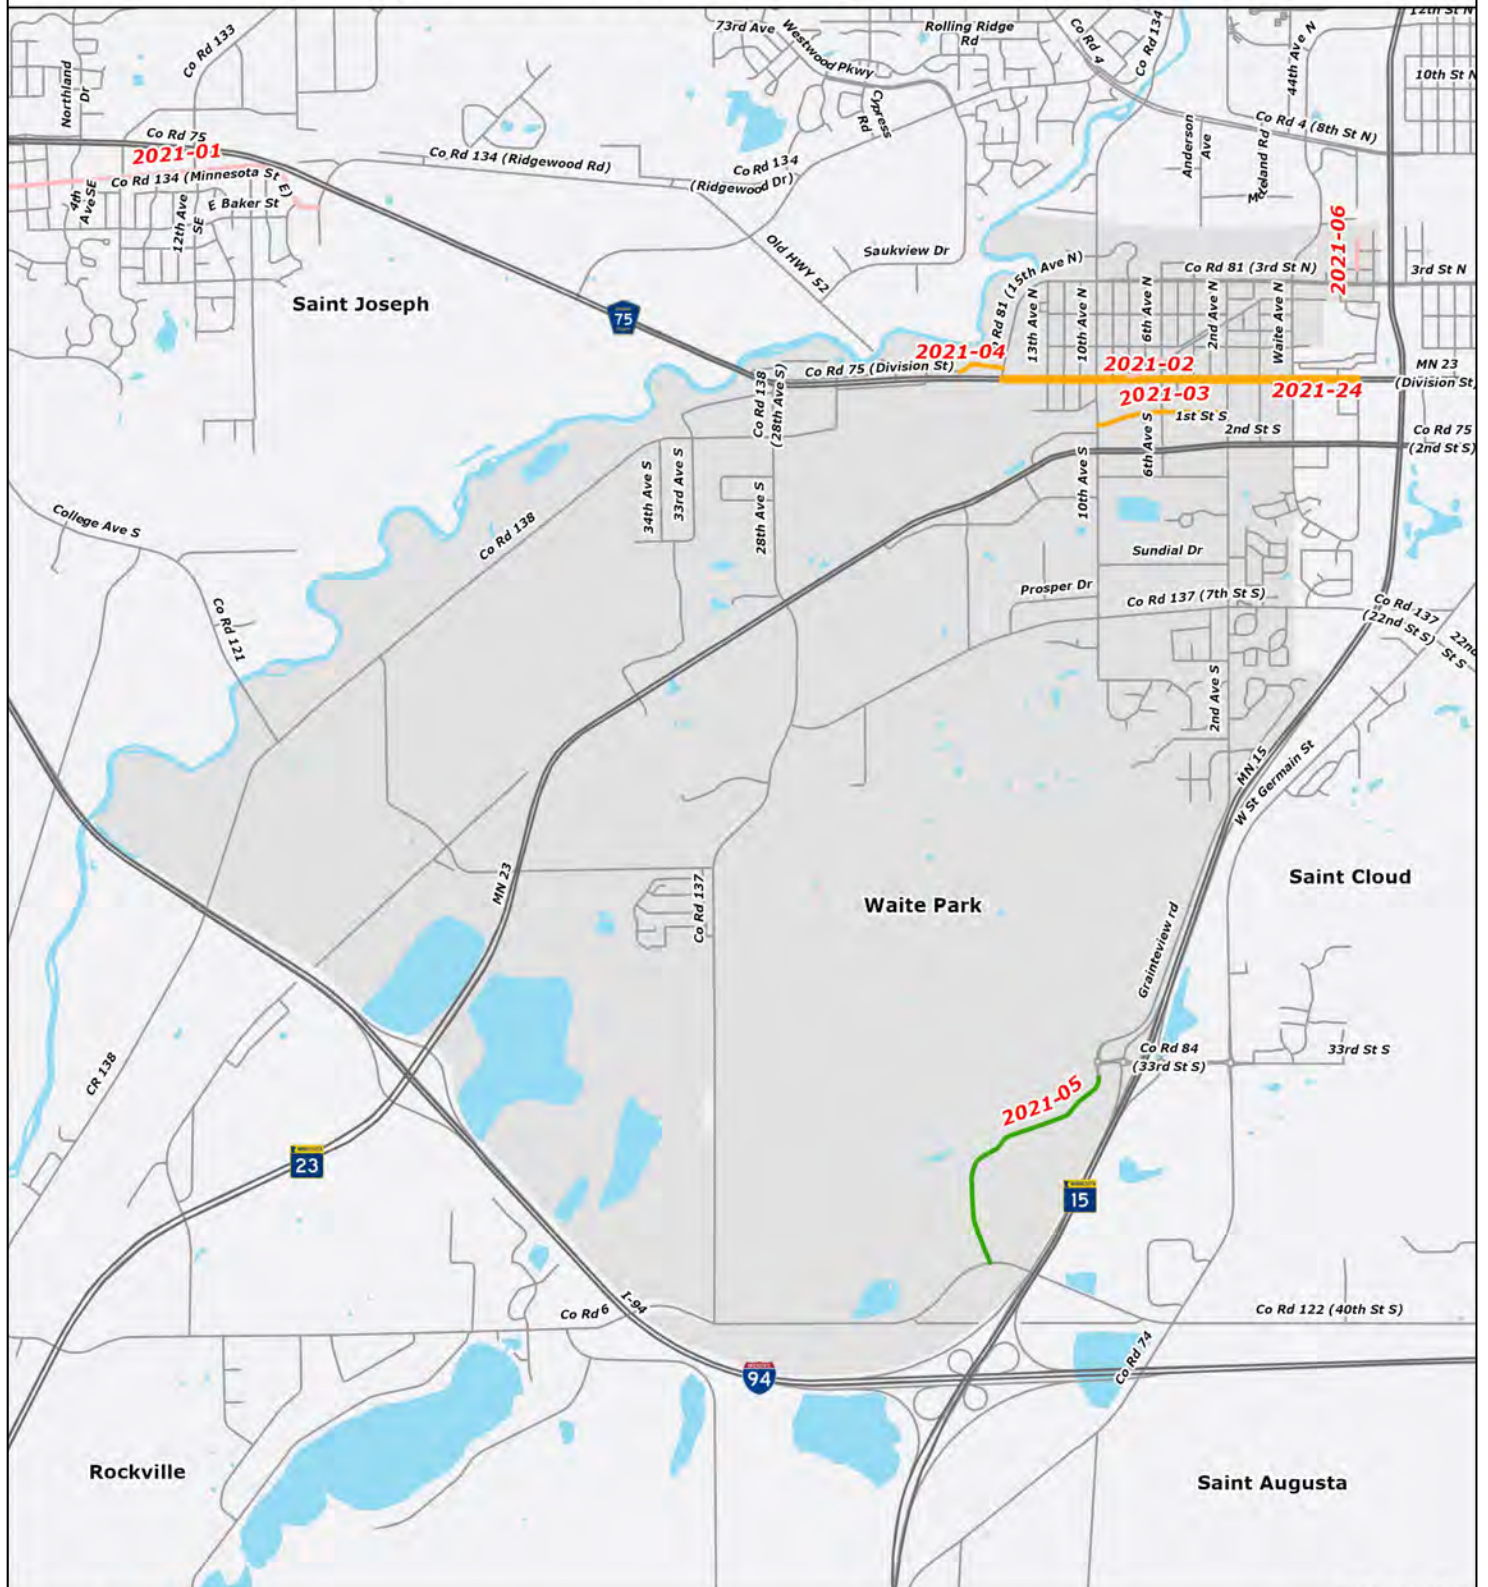 12th St N
73rd Ave
Westwood Pkwy
Rolling Ridge
Rd
Co Rd 4
Co Rd 134
44th Ave N
10th St N
Co Rd 133
Northland
Dr
Cypress
Rd
Co Rd 4 (8th St N)
Anderson
Ave
Co Rd 75
2021-01
Co Rd 134 (Minnesota St E)
4th
Ave SE
12th Ave
SE
E Baker St
Co Rd 134 (Ridgewood Rd)
Co Rd 134
(Ridgewood Dr)
Old HWY 52
Saukview Dr
2021-06
Co Rd 81 (3rd St N)
3rd St N
Rd 81 (15th Ave N)
13th Ave N
10th Ave N
6th Ave N
2nd Ave N
Waite Ave N
Saint Joseph
75
2021-04
2021-02
Co Rd 75 (Division St)
MN 23
(Division St)
2021-24
2021-03
Co Rd 138
(28th Ave S)
1st St S
2nd St S
Co Rd 75
(2nd St S)
6th Ave S
10th Ave S
34th Ave S
33rd Ave S
28th Ave S
College Ave S
Co Rd 138
Sundial Dr
Prosper Dr
Co Rd 137 (7th St S)
Co Rd 137
(22nd St S)
22nd
St S
Co Rd 121
2nd Ave S
MN 15
W St Germain St
MN 23
Co Rd 137
Waite Park
Saint Cloud
Grainteview rd
Co Rd 84
(33rd St S)
33rd St S
CR 138
2021-05
23
15
Co Rd 6
I-94
Co Rd 122 (40th St S)
Co Rd 74
94
Rockville
Saint Augusta